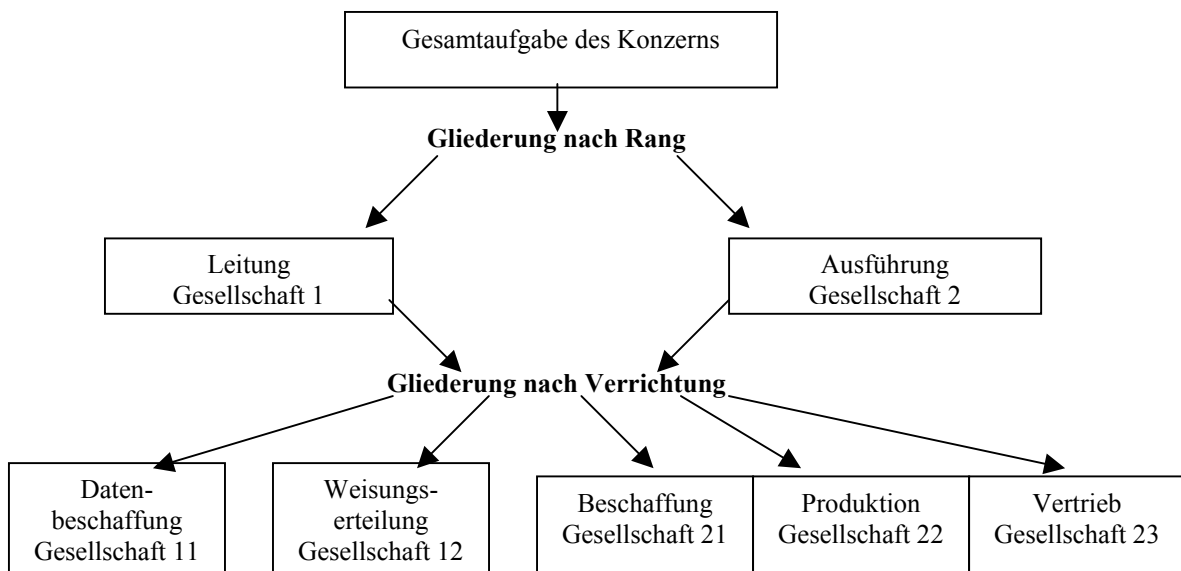 Gesamtaufgabe des Konzerns
Gliederung nach Rang
Leitung
Gesellschaft 1
Ausführung
Gesellschaft 2
Gliederung nach Verrichtung
Daten-
beschaffung
Gesellschaft 11
Weisungs-
erteilung
Gesellschaft 12
Beschaffung
Gesellschaft 21
Produktion
Gesellschaft 22
Vertrieb
Gesellschaft 23